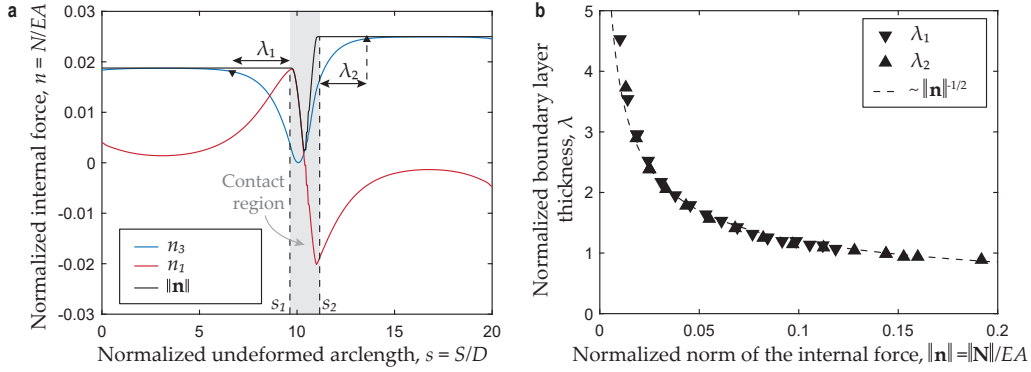 a
Normalized internal force, n = N/EA
0.03
0.02
0.01
0
-0.01
-0.02
-0.03
λ1
λ2
Contact
region
n3
n1
‖n‖
s1
s2
0
5
10
15
20
Normalized undeformed arclength, s = S/D
b
Normalized boundary layer
thickness, λ
5
4
3
2
1
0
λ1
λ2
~ ‖n‖-1/2
0
0.05
0.1
0.15
0.2
Normalized norm of the internal force, ‖n‖=‖N‖/EA